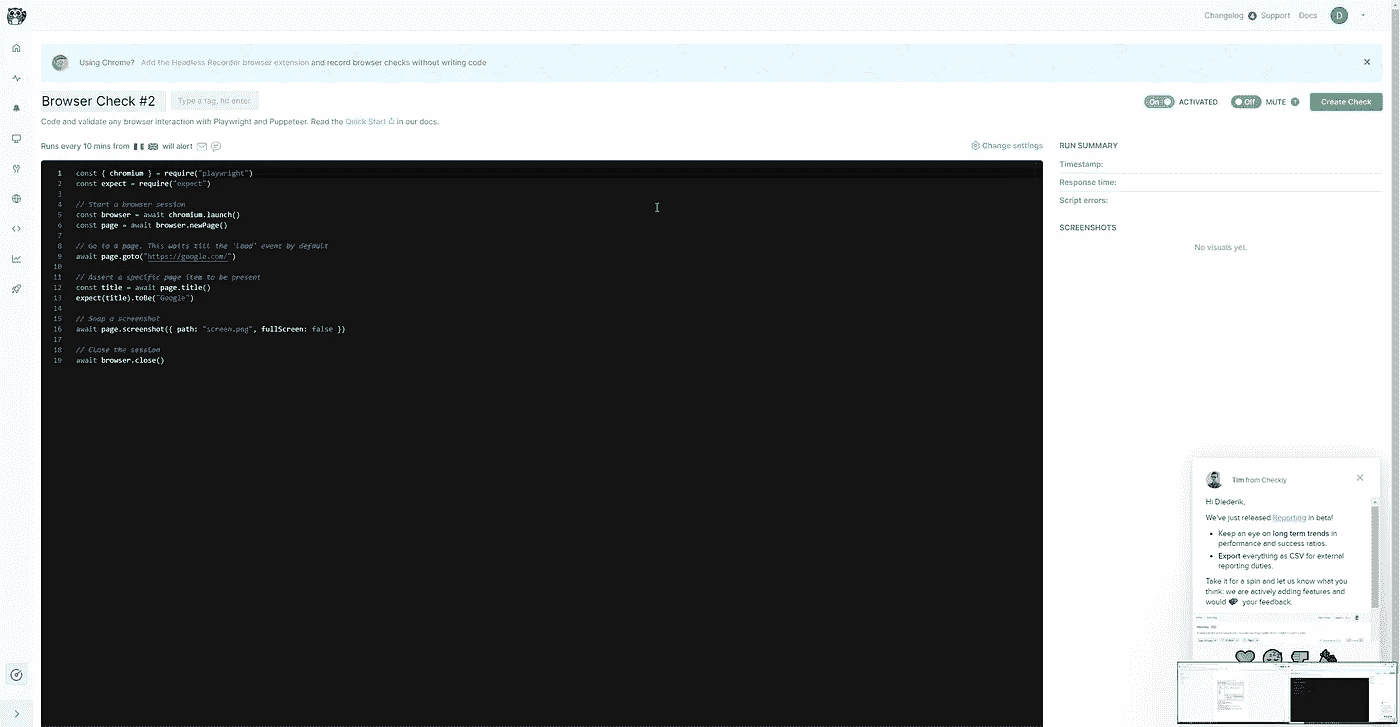 Changelog 4 Support Docs D
Using Chrome? Add the Headless Recorder browser extension and record browser checks without writing code
Browser Check #2 Type a tag, hit enter
On ACTIVATED Off MUTE ? Create Check
Code and validate any browser interaction with Playwright and Puppeteer. Read the Quick Start in our docs.
Runs every 10 mins from will alert
Change settings
1 const { chromium } = require("playwright")
2 const expect = require("expect")
3
4 // Start a browser session
5 const browser = await chromium.launch()
6 const page = await browser.newPage()
7
8 // Go to a page. This waits till the 'load' event by default
9 await page.goto("https://google.com/")
10
11 // Assert a specific page item to be present
12 const title = await page.title()
13 expect(title).toBe("Google")
14
15 // Snap a screenshot
16 await page.screenshot({ path: "screen.png", fullScreen: false })
17
18 // Close the session
19 await browser.close()
RUN SUMMARY
Timestamp:
Response time:
Script errors:
SCREENSHOTS
No visuals yet.
Tim from Checkly
Hi Diederik,
We've just released Reporting in beta!
• Keep an eye on long term trends in
performance and success ratios.
• Export everything as CSV for external
reporting duties.
Take it for a spin and let us know what you
think: we are actively adding features and
would your feedback.